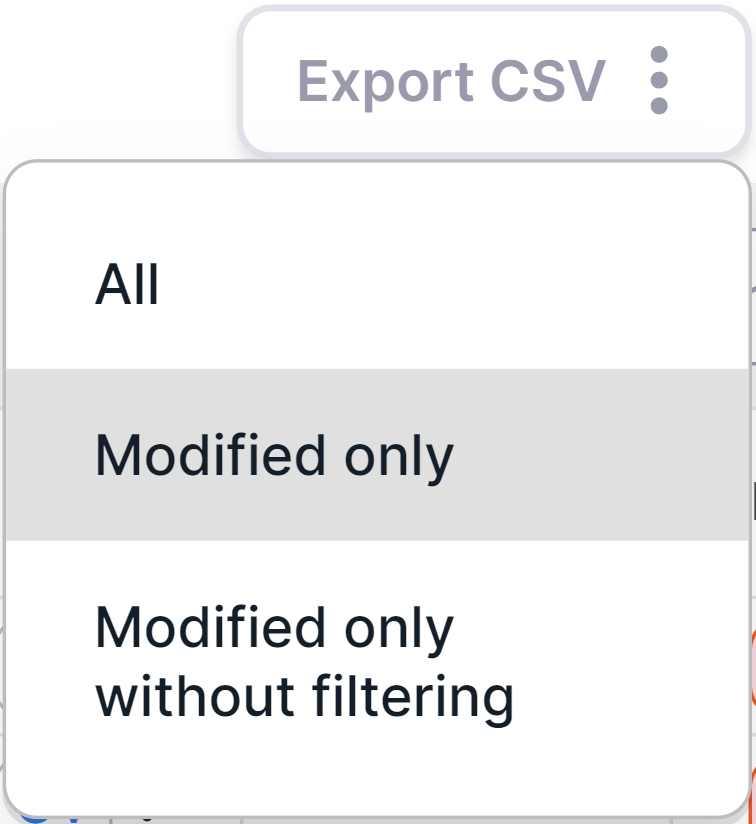 Export CSV
All
Modified only
Modified only
without filtering